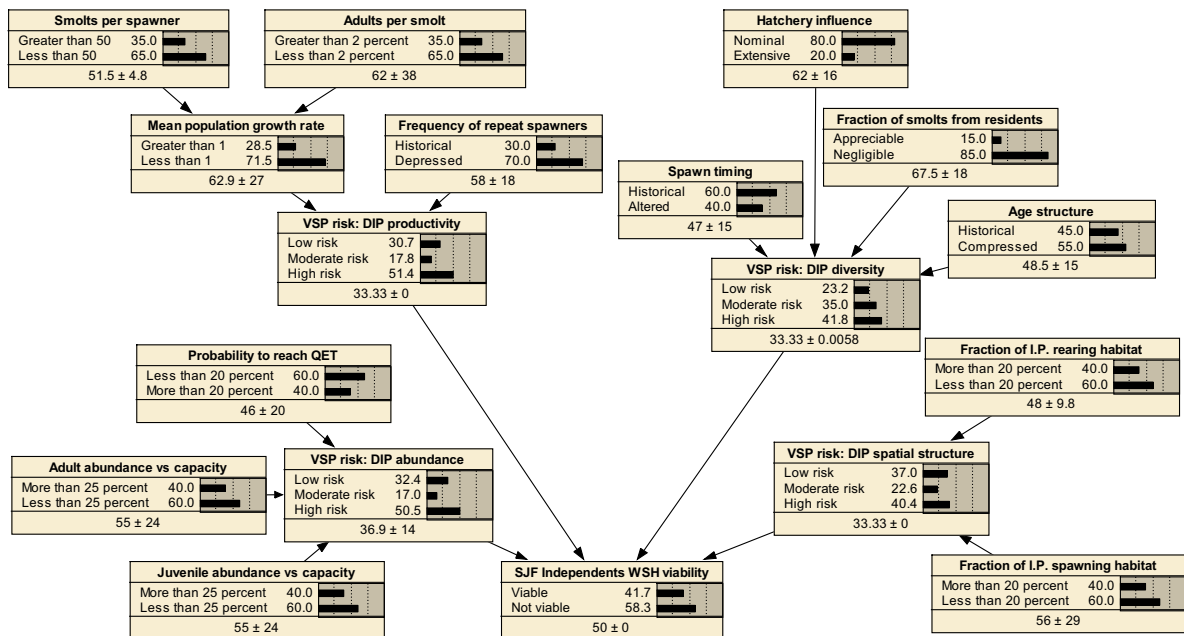 Smolts per spawner
Greater than 50 35.0
Less than 50 65.0
51.5 ± 4.8
Adults per smolt
Greater than 2 percent 35.0
Less than 2 percent 65.0
62 ± 38
Hatchery influence
Nominal 80.0
Extensive 20.0
62 ± 16
Mean population growth rate
Greater than 1 28.5
Less than 1 71.5
62.9 ± 27
Frequency of repeat spawners
Historical 30.0
Depressed 70.0
58 ± 18
Fraction of smolts from residents
Appreciable 15.0
Negligible 85.0
67.5 ± 18
Spawn timing
Historical 60.0
Altered 40.0
47 ± 15
Age structure
Historical 45.0
Compressed 55.0
48.5 ± 15
VSP risk: DIP productivity
Low risk 30.7
Moderate risk 17.8
High risk 51.4
33.33 ± 0
VSP risk: DIP diversity
Low risk 23.2
Moderate risk 35.0
High risk 41.8
33.33 ± 0.0058
Probability to reach QET
Less than 20 percent 60.0
More than 20 percent 40.0
46 ± 20
Fraction of I.P. rearing habitat
More than 20 percent 40.0
Less than 20 percent 60.0
48 ± 9.8
Adult abundance vs capacity
More than 25 percent 40.0
Less than 25 percent 60.0
55 ± 24
VSP risk: DIP abundance
Low risk 32.4
Moderate risk 17.0
High risk 50.5
36.9 ± 14
VSP risk: DIP spatial structure
Low risk 37.0
Moderate risk 22.6
High risk 40.4
33.33 ± 0
Juvenile abundance vs capacity
More than 25 percent 40.0
Less than 25 percent 60.0
55 ± 24
SJF Independents WSH viability
Viable 41.7
Not viable 58.3
50 ± 0
Fraction of I.P. spawning habitat
More than 20 percent 40.0
Less than 20 percent 60.0
56 ± 29